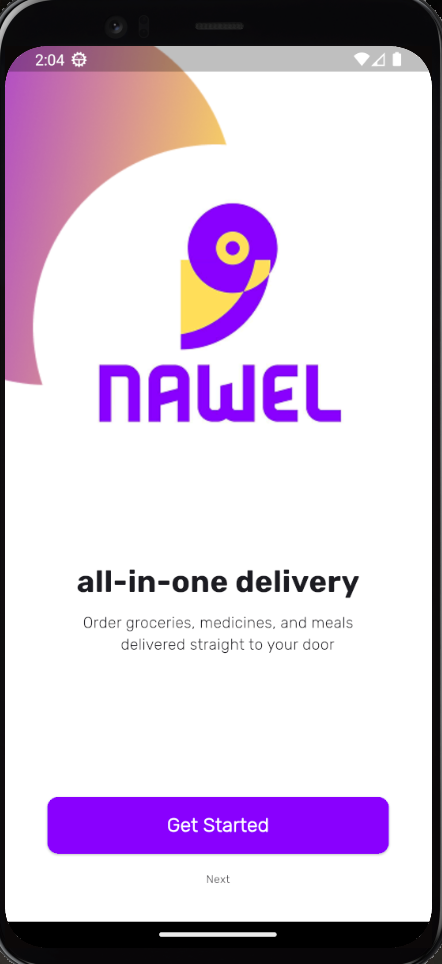 2:04
NAWEL
all-in-one delivery
Order groceries, medicines, and meals
delivered straight to your door
Get Started
Next